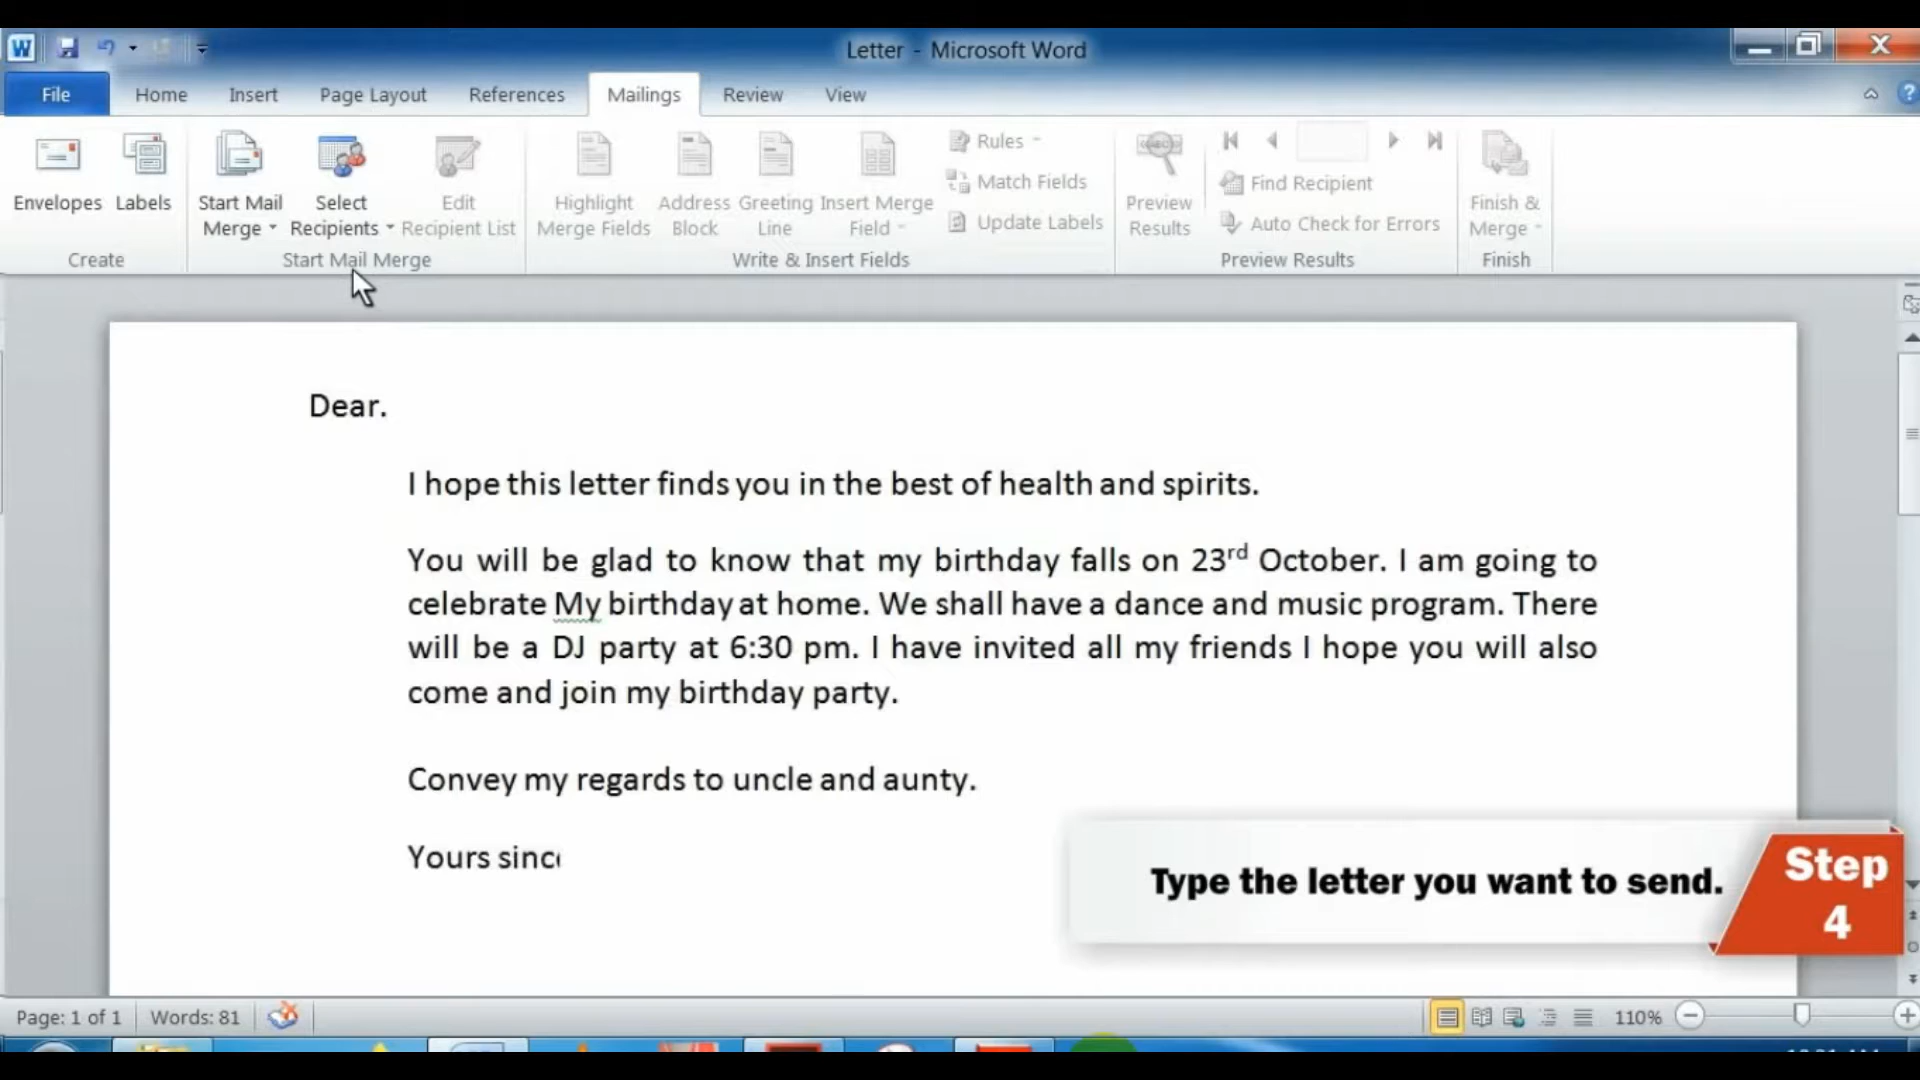 Letter - Microsoft Word
File Home Insert Page Layout References Mailings Review View
Envelopes Labels
Create
Start Mail Merge
Select Recipients
Edit Recipient List
Start Mail Merge
Highlight Merge Fields
Address Block
Greeting Line
Insert Merge Field
Rules
Match Fields
Update Labels
Write & Insert Fields
Preview Results
Find Recipient
Auto Check for Errors
Preview Results
Finish & Merge
Finish
Dear.
I hope this letter finds you in the best of health and spirits.
You will be glad to know that my birthday falls on 23rd October. I am going to
celebrate My birthday at home. We shall have a dance and music program. There
will be a DJ party at 6:30 pm. I have invited all my friends I hope you will also
come and join my birthday party.
Convey my regards to uncle and aunty.
Yours sinc
Type the letter you want to send.
Step
4
Page: 1 of 1 Words: 81
110%